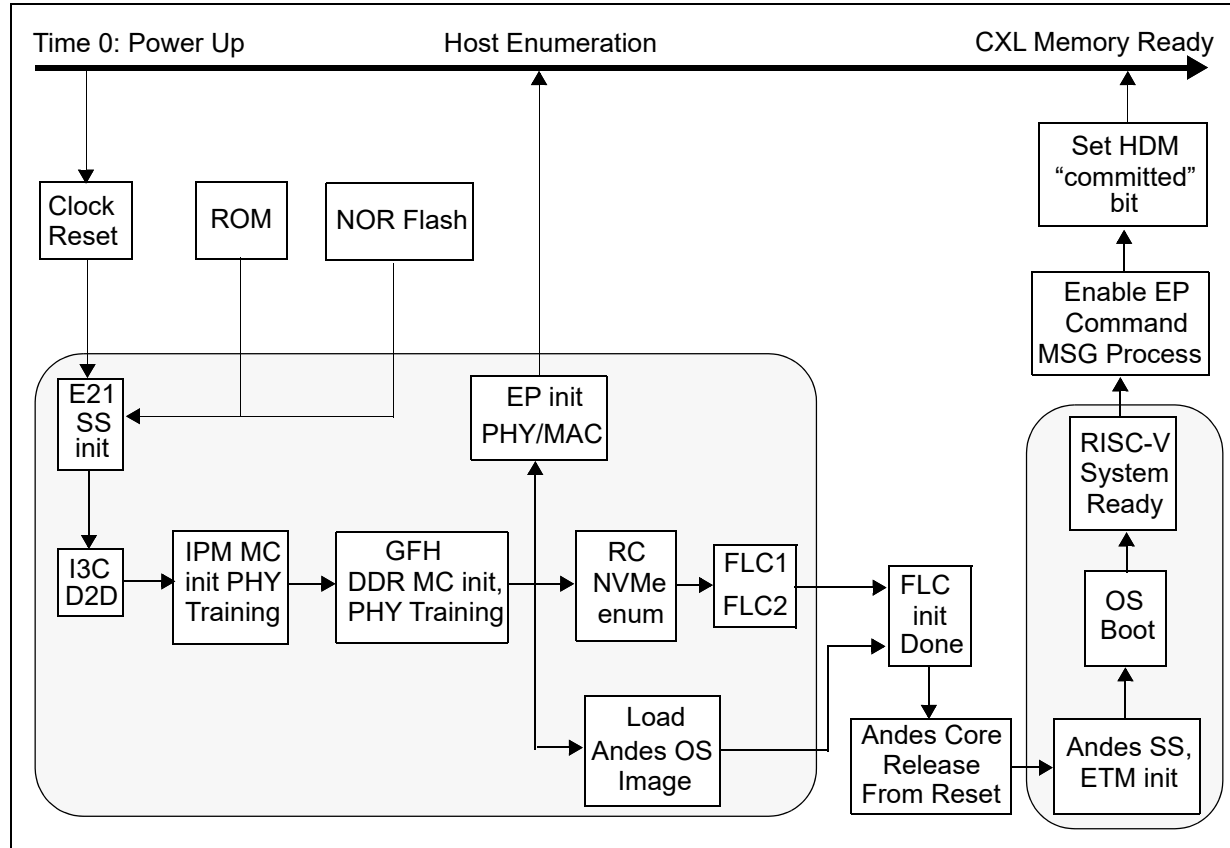 Time 0: Power Up
Host Enumeration
CXL Memory Ready
Clock
Reset
ROM
NOR Flash
Set HDM
“committed”
bit
Enable EP
Command
MSG Process
E21
SS
init
EP init
PHY/MAC
RISC-V
System
Ready
I3C
D2D
IPM MC
init PHY
Training
GFH
DDR MC init,
PHY Training
RC
NVMe
enum
FLC1
FLC2
FLC
init
Done
OS
Boot
Load
Andes OS
Image
Andes Core
Release
From Reset
Andes SS,
ETM init